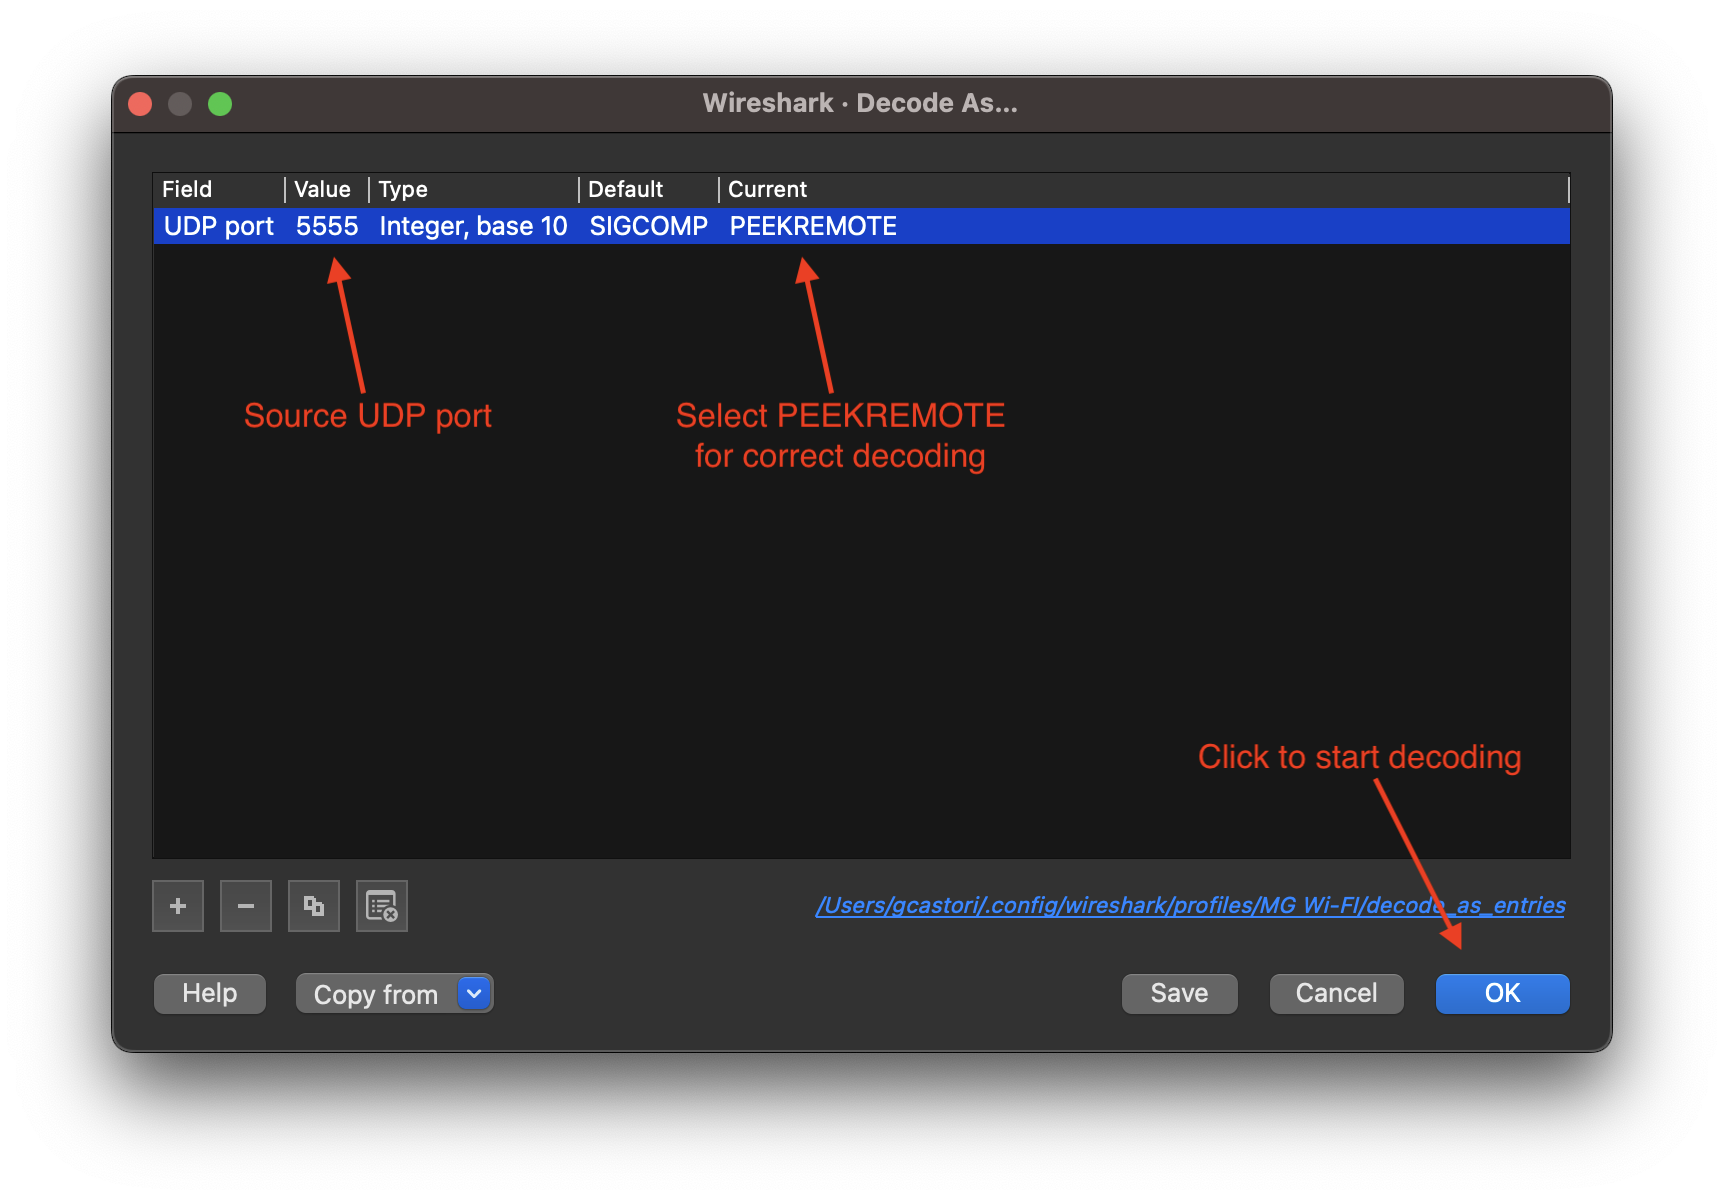 Wireshark · Decode As...
Field Value Type Default Current
UDP port 5555 Integer, base 10 SIGCOMP PEEKREMOTE
Source UDP port
Select PEEKREMOTE
for correct decoding
Click to start decoding
/Users/gcastori/.config/wireshark/profiles/MG Wi-FI/decode_as_entries
Help Copy from Save Cancel OK